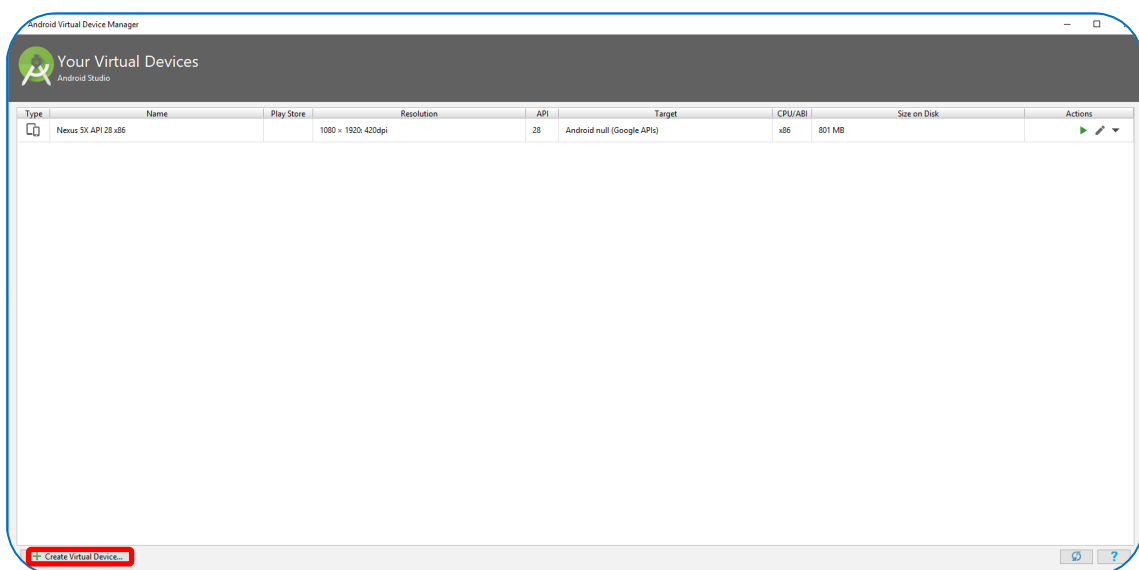 Android Virtual Device Manager
Your Virtual Devices
Android Studio
Type Name Play Store Resolution API Target CPU/ABI Size on Disk Actions
Nexus 5X API 28 x86 1080 × 1920: 420dpi 28 Android null (Google APIs) x86 801 MB
+ Create Virtual Device...
?